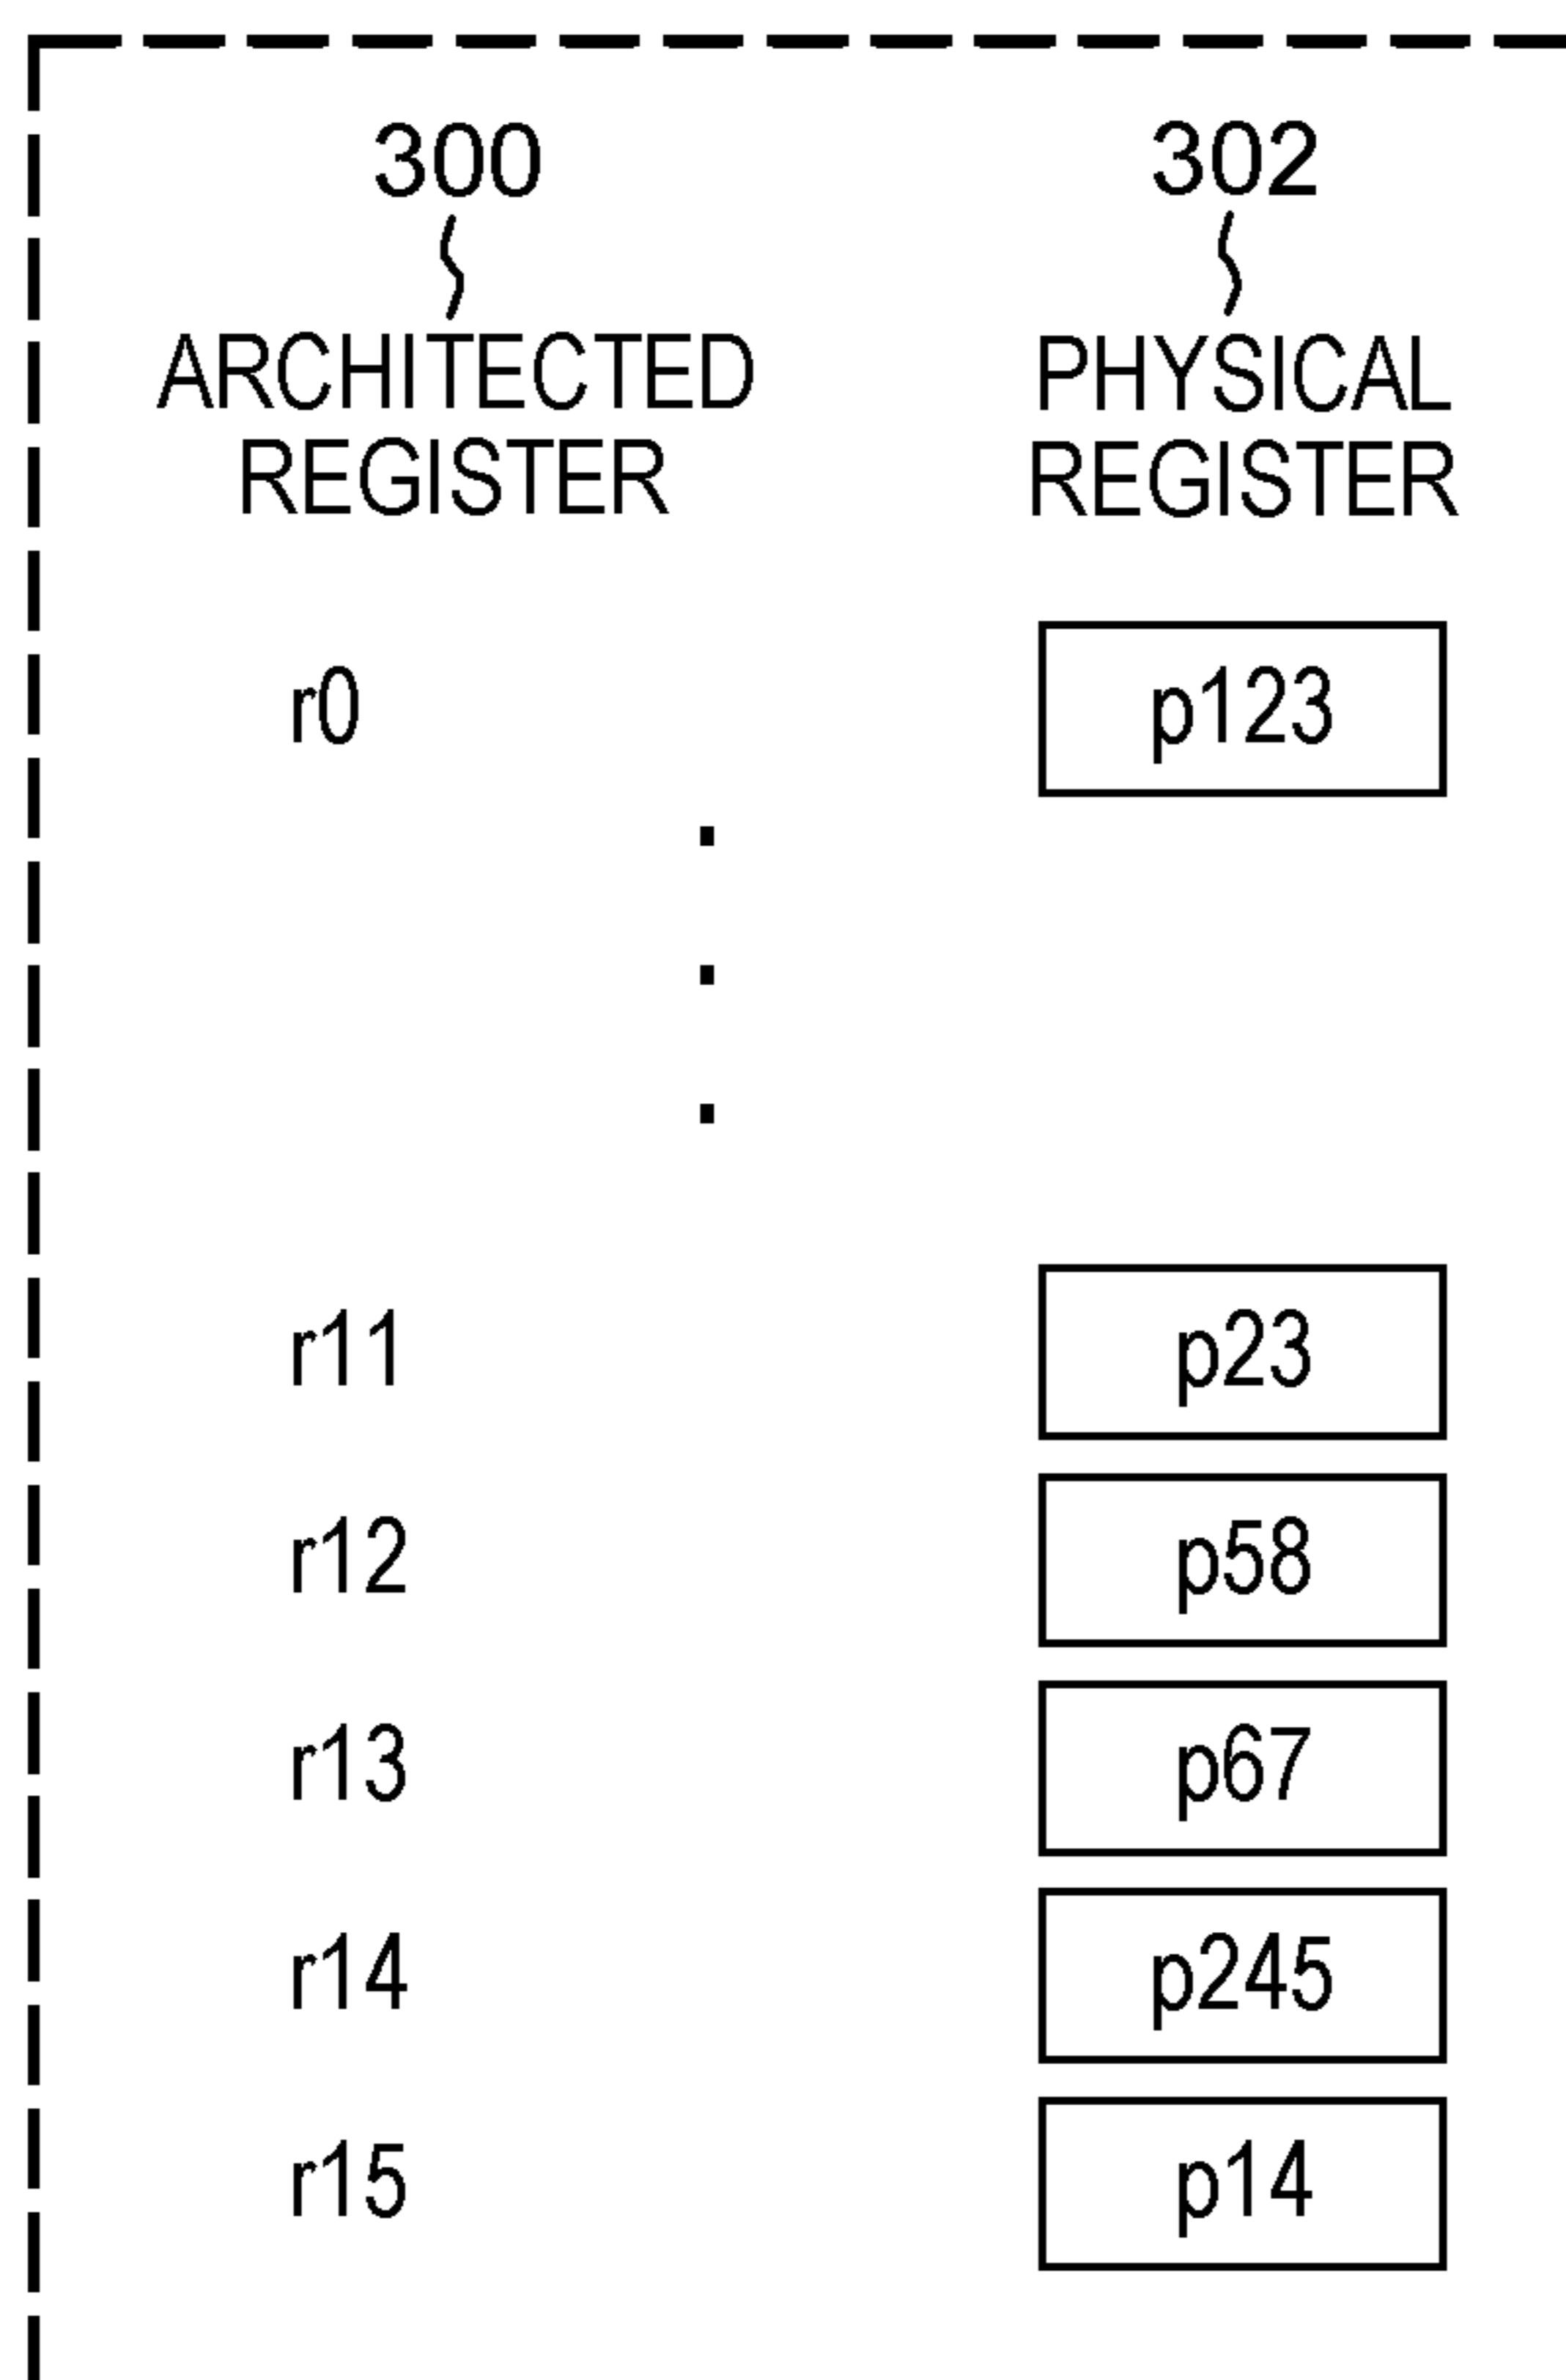 300 302
ARCHITECTED PHYSICAL
REGISTER REGISTER
r0 p123
.
.
.
r11 p23
r12 p58
r13 p67
r14 p245
r15 p14